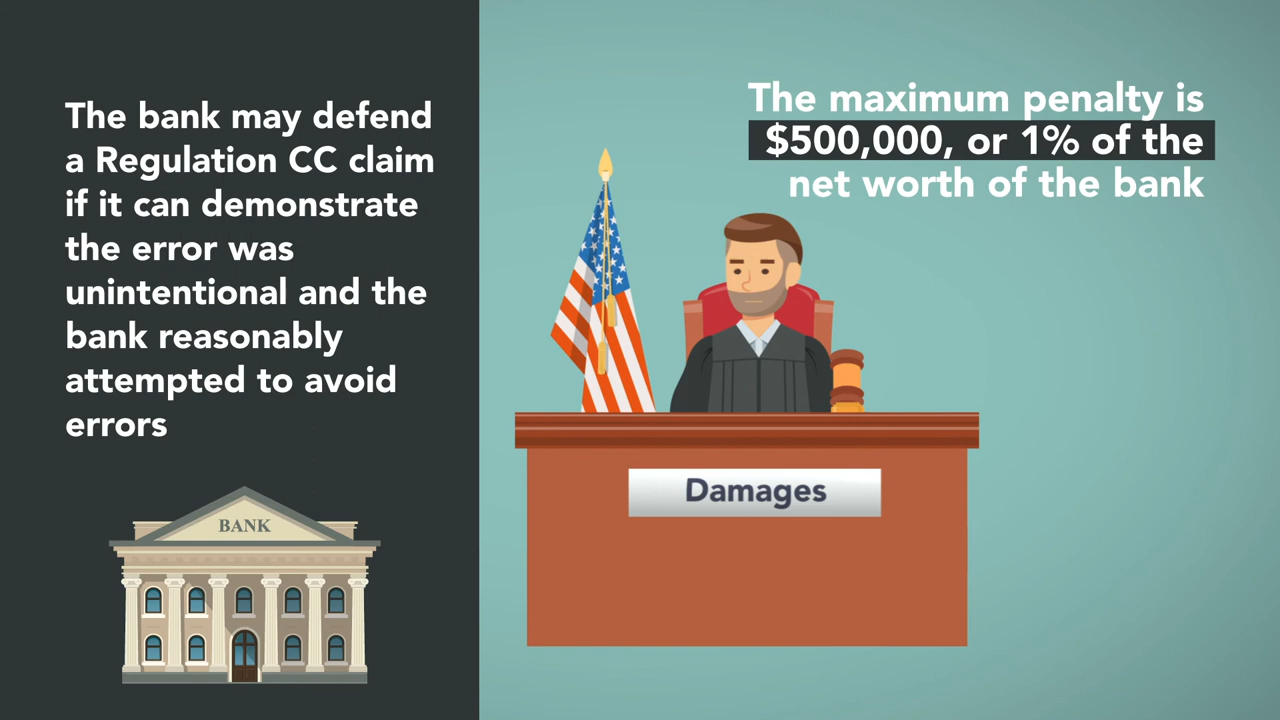 The bank may defend
a Regulation CC claim
if it can demonstrate
the error was
unintentional and the
bank reasonably
attempted to avoid
errors
BANK
The maximum penalty is
$500,000, or 1% of the
net worth of the bank
Damages